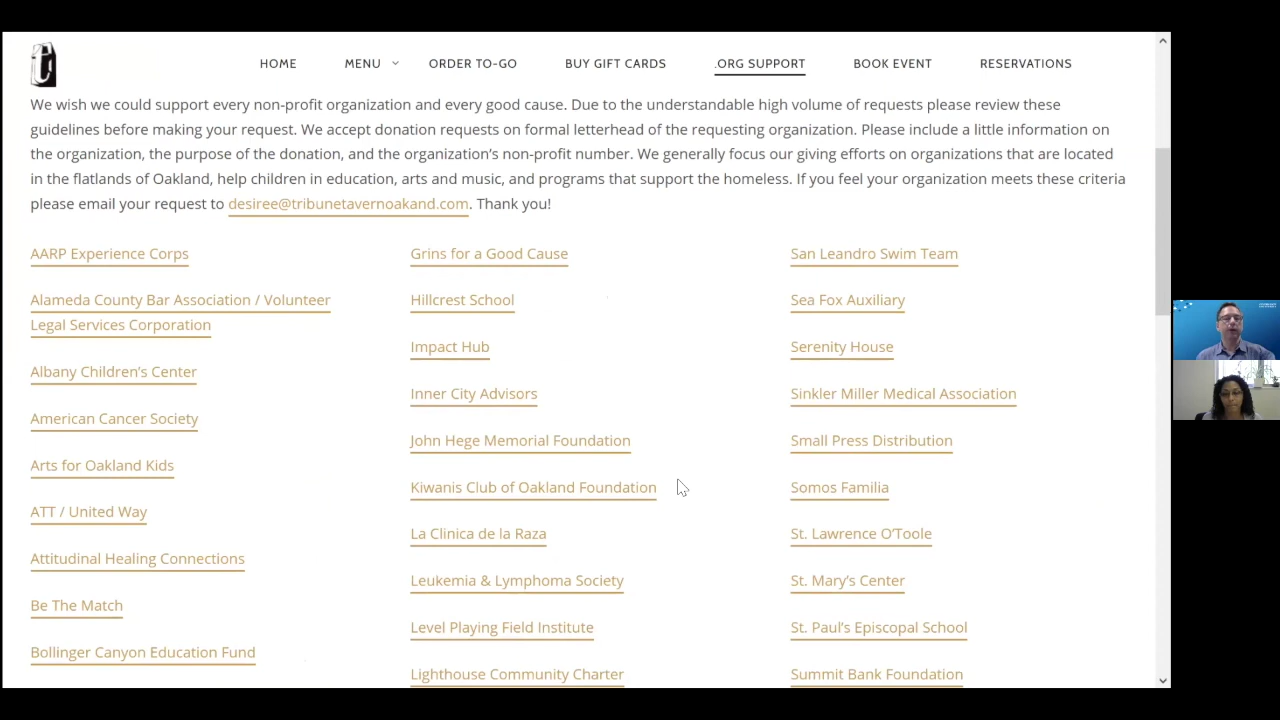 t
HOME MENU ORDER TO-GO BUY GIFT CARDS .ORG SUPPORT BOOK EVENT RESERVATIONS
We wish we could support every non-profit organization and every good cause. Due to the understandable high volume of requests please review these
guidelines before making your request. We accept donation requests on formal letterhead of the requesting organization. Please include a little information on
the organization, the purpose of the donation, and the organization's non-profit number. We generally focus our giving efforts on organizations that are located
in the flatlands of Oakland, help children in education, arts and music, and programs that support the homeless. If you feel your organization meets these criteria
please email your request to desiree@tribunetavernoakand.com. Thank you!
AARP Experience Corps
Alameda County Bar Association / Volunteer
Legal Services Corporation
Albany Children's Center
American Cancer Society
Arts for Oakland Kids
ATT / United Way
Attitudinal Healing Connections
Be The Match
Bollinger Canyon Education Fund
Grins for a Good Cause
Hillcrest School
Impact Hub
Inner City Advisors
John Hege Memorial Foundation
Kiwanis Club of Oakland Foundation
La Clinica de la Raza
Leukemia & Lymphoma Society
Level Playing Field Institute
Lighthouse Community Charter
San Leandro Swim Team
Sea Fox Auxiliary
Serenity House
Sinkler Miller Medical Association
Small Press Distribution
Somos Familia
St. Lawrence O'Toole
St. Mary's Center
St. Paul's Episcopal School
Summit Bank Foundation